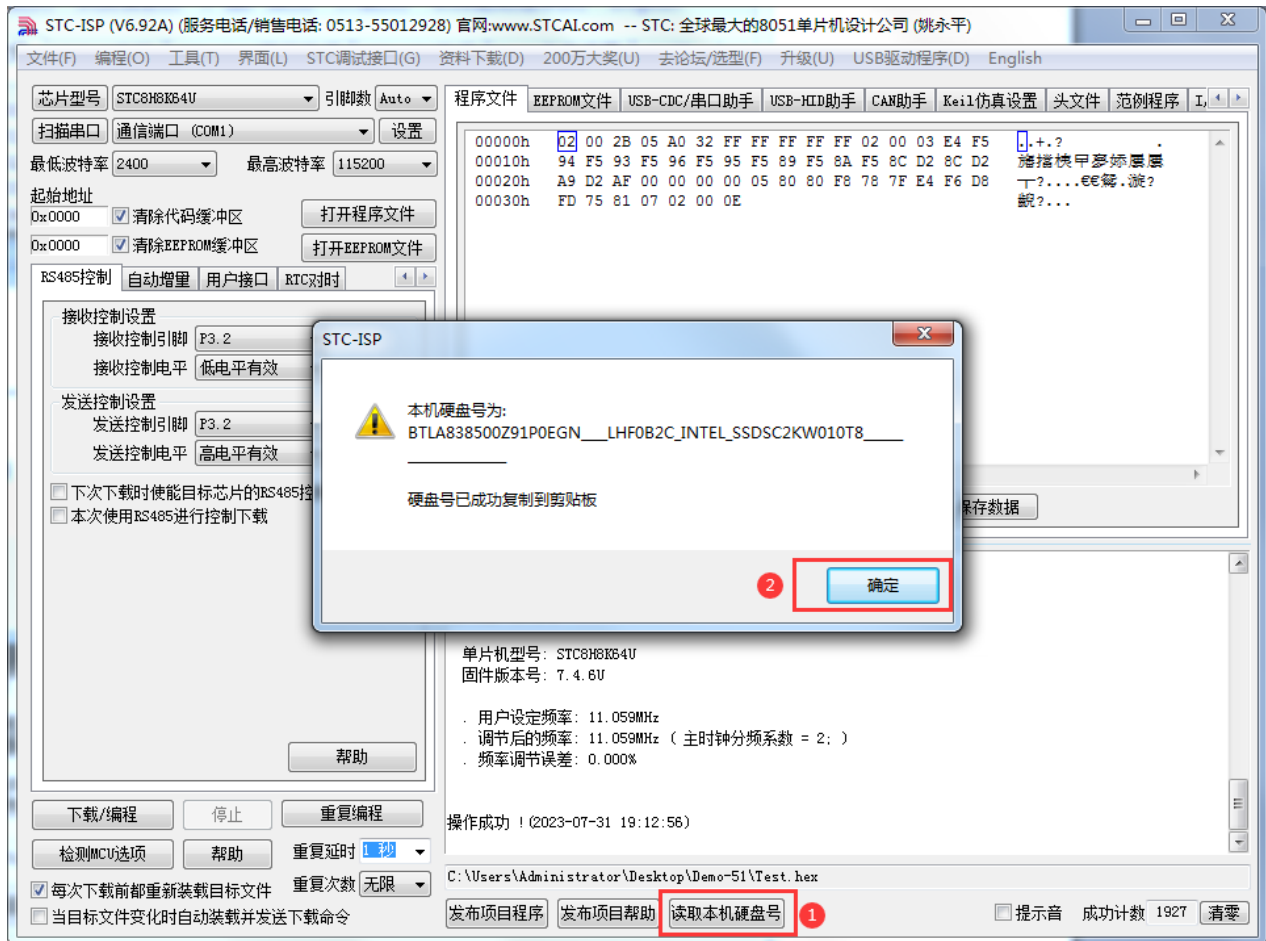 STC-ISP (V6.92A) (服务电话/销售电话: 0513-55012928) 官网:www.STCAI.com -- STC: 全球最大的8051单片机设计公司 (姚永平)
文件(F) 编程(O) 工具(T) 界面(L) STC调试接口(G) 资料下载(D) 200万大奖(U) 去论坛/选型(F) 升级(U) USB驱动程序(D) English
芯片型号 STC8H8K64U 引脚数 Auto
扫描串口 通信端口 (COM1) 设置
最低波特率 2400 最高波特率 115200
起始地址
0x0000 清除代码缓冲区 打开程序文件
0x0000 清除EEPROM缓冲区 打开EEPROM文件
RS485控制 自动增量 用户接口 RTC对时
接收控制设置
接收控制引脚 P3.2
接收控制电平 低电平有效
发送控制设置
发送控制引脚 P3.2
发送控制电平 高电平有效
下次下载时使能目标芯片的RS485控
本次使用RS485进行控制下载
帮助
下载/编程 停止 重复编程
检测MCU选项 帮助 重复延时 1 秒
每次下载前都重新装载目标文件 重复次数 无限
当目标文件变化时自动装载并发送下载命令
程序文件 EEPROM文件 USB-CDC/串口助手 USB-HID助手 CAN助手 Keil仿真设置 头文件 范例程序 I,
00000h 02 00 2B 05 A0 32 FF FF FF FF FF 02 00 03 E4 F5 ..+.? .
00010h 94 F5 93 F5 96 F5 95 F5 89 F5 8A F5 8C D2 8C D2
00020h A9 D2 AF 00 00 00 00 05 80 80 F8 78 7F E4 F6 D8
00030h FD 75 81 07 02 00 0E
保存数据
STC-ISP
本机硬盘号为:
BTLA838500Z91P0EGN___LHF0B2C_INTEL_SSDSC2KW010T8_____
____________
硬盘号已成功复制到剪贴板
2 确定
单片机型号: STC8H8K64U
固件版本号: 7.4.6U
. 用户设定频率: 11.059MHz
. 调节后的频率: 11.059MHz ( 主时钟分频系数 = 2; )
. 频率调节误差: 0.000%
操作成功 !(2023-07-31 19:12:56)
C:\Users\Administrator\Desktop\Demo-51\Test.hex
发布项目程序 发布项目帮助 读取本机硬盘号 1 提示音 成功计数 1927 清零